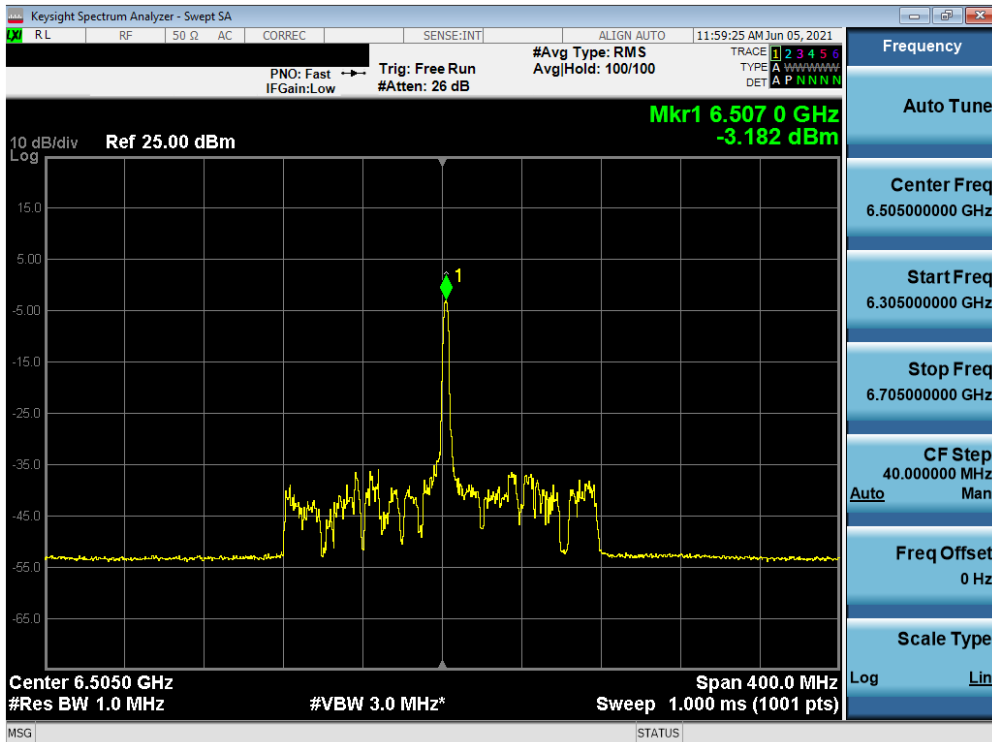 Keysight Spectrum Analyzer - Swept SA
LXI RL RF 50 Ω AC CORREC SENSE:INT ALIGN AUTO 11:59:25 AM Jun 05, 2021
PNO: Fast
IFGain:Low
Trig: Free Run
#Atten: 26 dB
#Avg Type: RMS
Avg|Hold: 100/100
TRACE 1 2 3 4 5 6
TYPE A WWWWW
DET A P N N N N
Mkr1 6.507 0 GHz
-3.182 dBm
10 dB/div Ref 25.00 dBm
Log
15.0
5.00
-5.00
-15.0
-25.0
-35.0
-45.0
-55.0
-65.0
1
Center 6.5050 GHz Span 400.0 MHz
#Res BW 1.0 MHz #VBW 3.0 MHz* Sweep 1.000 ms (1001 pts)
MSG STATUS
Frequency
Auto Tune
Center Freq
6.505000000 GHz
Start Freq
6.305000000 GHz
Stop Freq
6.705000000 GHz
CF Step
40.000000 MHz
Auto Man
Freq Offset
0 Hz
Scale Type
Log Lin